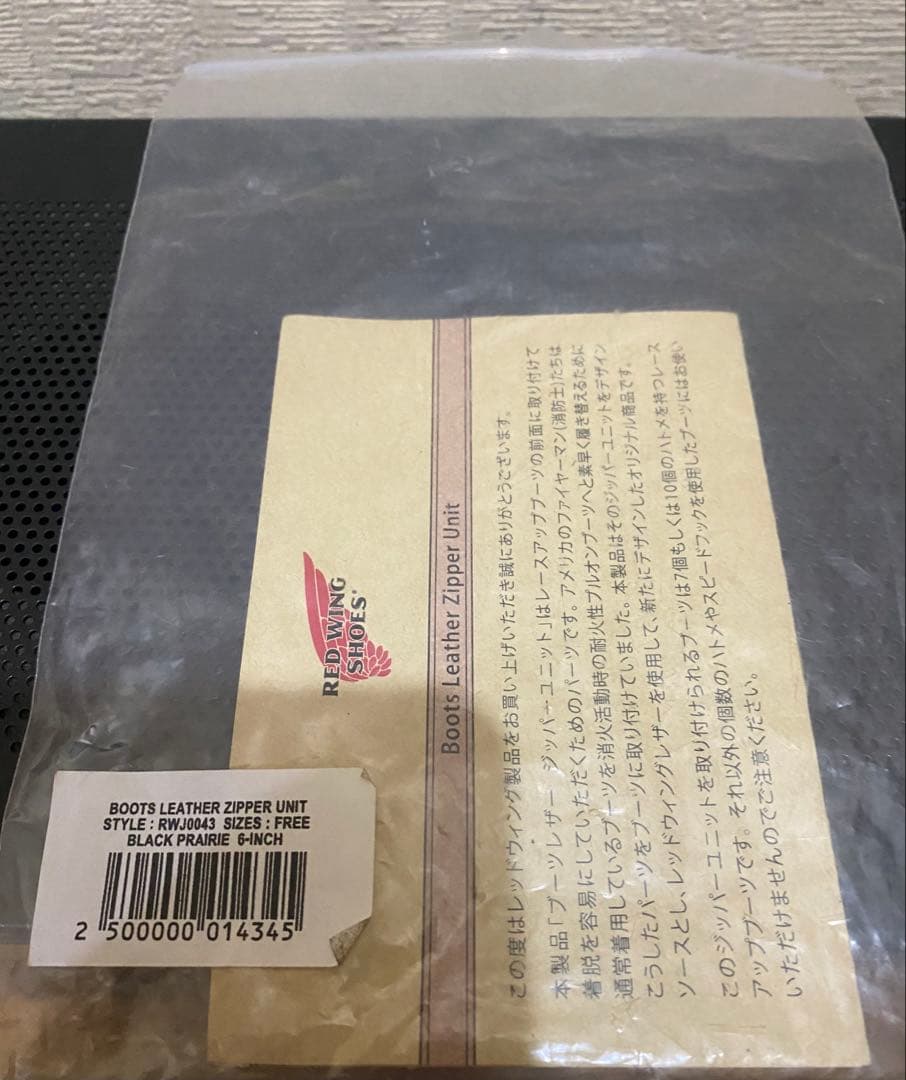 RED WING
SHOES
Boots Leather Zipper Unit
この度はレッドウィング製品をお買い上げいただき誠にありがとうございます。
本製品「ブーツレザー・ジッパーユニット」はレースアップブーツの前面に取り付けて
着脱を容易にしていただくためのパーツです。アメリカのファイヤーマン(消防士)たちは
通常着用しているブーツを消火活動時の耐火性プルオンブーツへと素早く履き替えるために
こうしたパーツをブーツに取り付けていました。本製品はそのジッパーユニットをデザイン
ソースとし、レッドウィングレザーを使用して、新たにデザインしたオリジナル商品です。
このジッパーユニットを取り付けられるブーツは7個もしくは10個のハトメを持つレース
アップブーツです。それ以外の個数のハトメやスピードフックを使用したブーツにはお使い
いただけませんのでご注意ください。
BOOTS LEATHER ZIPPER UNIT
STYLE : RWJ0043 SIZES : FREE
BLACK PRAIRIE 6-INCH
2 500000 014345